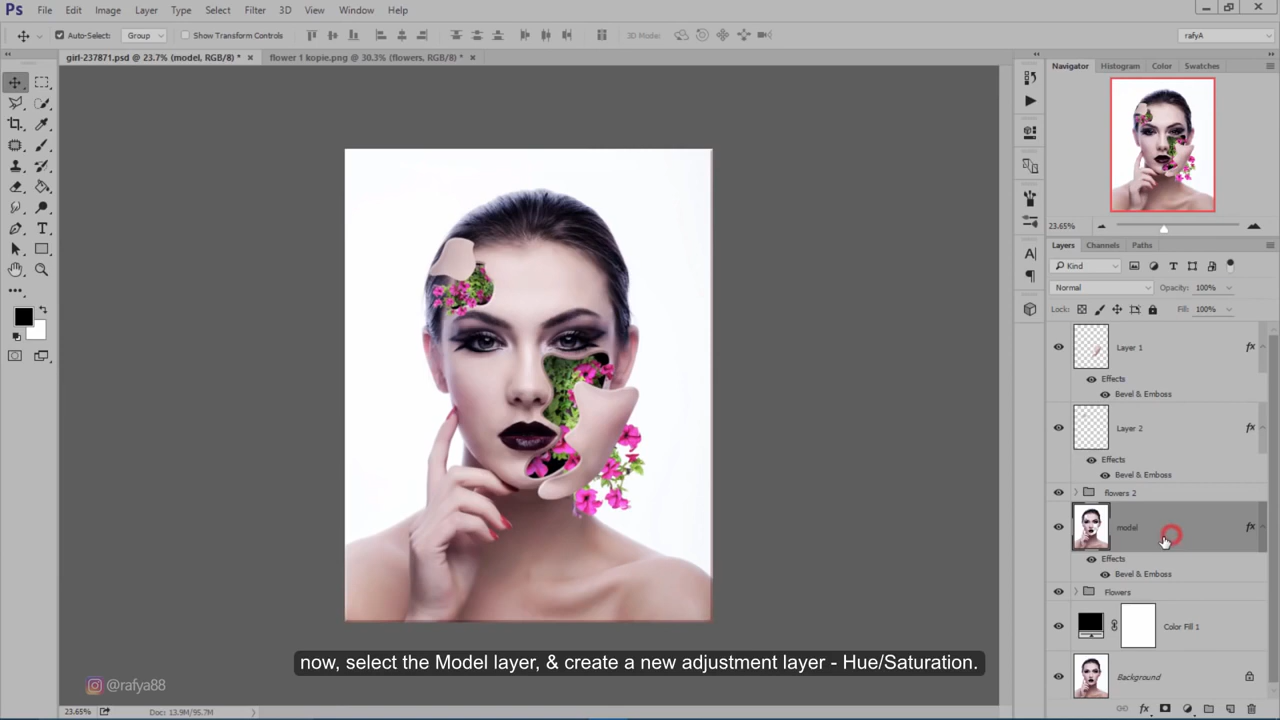 Ps File Edit Image Layer Type Select Filter 3D View Window Help
Auto-Select: Group Show Transform Controls 3D Mode: rafyA
girl-237871.psd @ 23.7% (model, RGB/8) * × flower 1 kopie.png @ 30.3% (flowers, RGB/8) * ×
Navigator Histogram Color Swatches
23.65%
Layers Channels Paths
Kind
Normal Opacity: 100%
Lock: Fill: 100%
Layer 1 fx
Effects
Bevel & Emboss
Layer 2 fx
Effects
Bevel & Emboss
flowers 2
model fx
Effects
Bevel & Emboss
Flowers
Color Fill 1
Background
now, select the Model layer, & create a new adjustment layer - Hue/Saturation.
@rafya88
23.65% Doc: 13.9M/95.7M